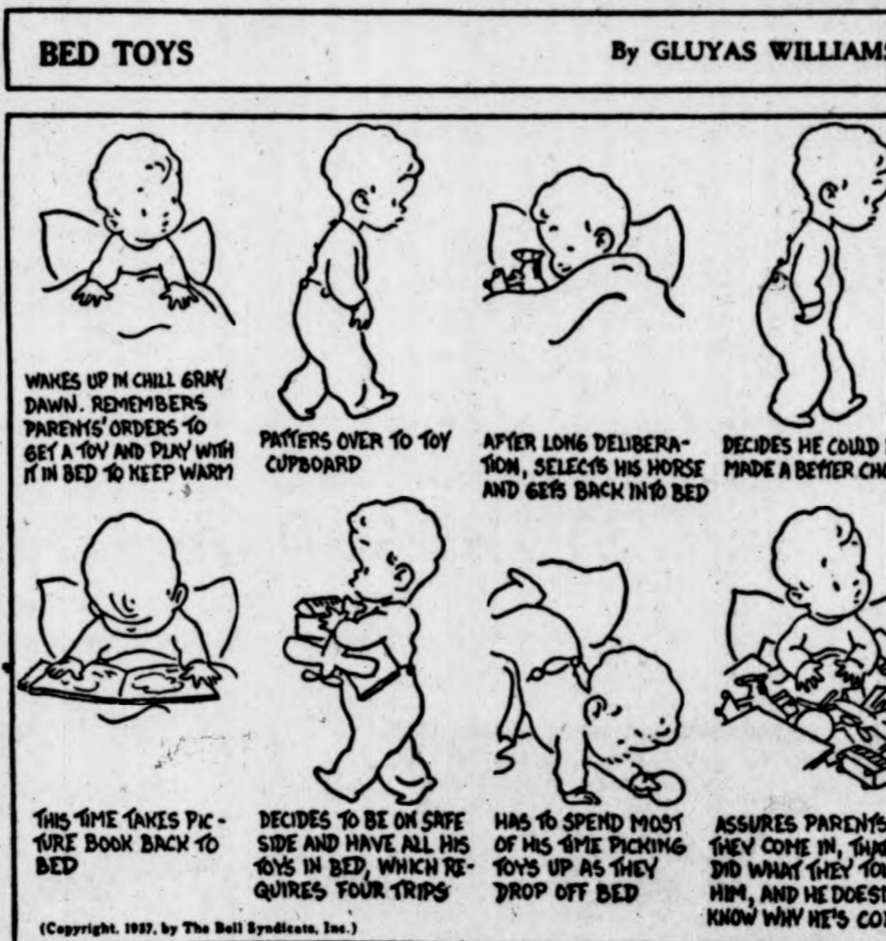 BED TOYS
By GLUYAS WILLIAMS
WAKES UP IN CHILL GRAY
DAWN. REMEMBERS
PARENTS' ORDERS TO
GET A TOY AND PLAY WITH
IT IN BED TO KEEP WARM
PATTERS OVER TO TOY
CUPBOARD
AFTER LONG DELIBERA-
TION, SELECTS HIS HORSE
AND GETS BACK INTO BED
DECIDES HE COULD
MADE A BETTER
THIS TIME TAKES PIC-
TURE BOOK BACK TO
BED
DECIDES TO BE ON SAFE
SIDE AND HAVE ALL HIS
TOYS IN BED, WHICH RE-
QUIRES FOUR TRIPS
HAS TO SPEND MOST
OF HIS TIME PICKING
TOYS UP AS THEY
DROP OFF BED
ASSURES PARENTS
THEY COME IN,
DID WHAT THEY
HIM, AND HE
KNOW WHY HE'S
(Copyright, 1937, by The Bell Syndicate, Inc.)